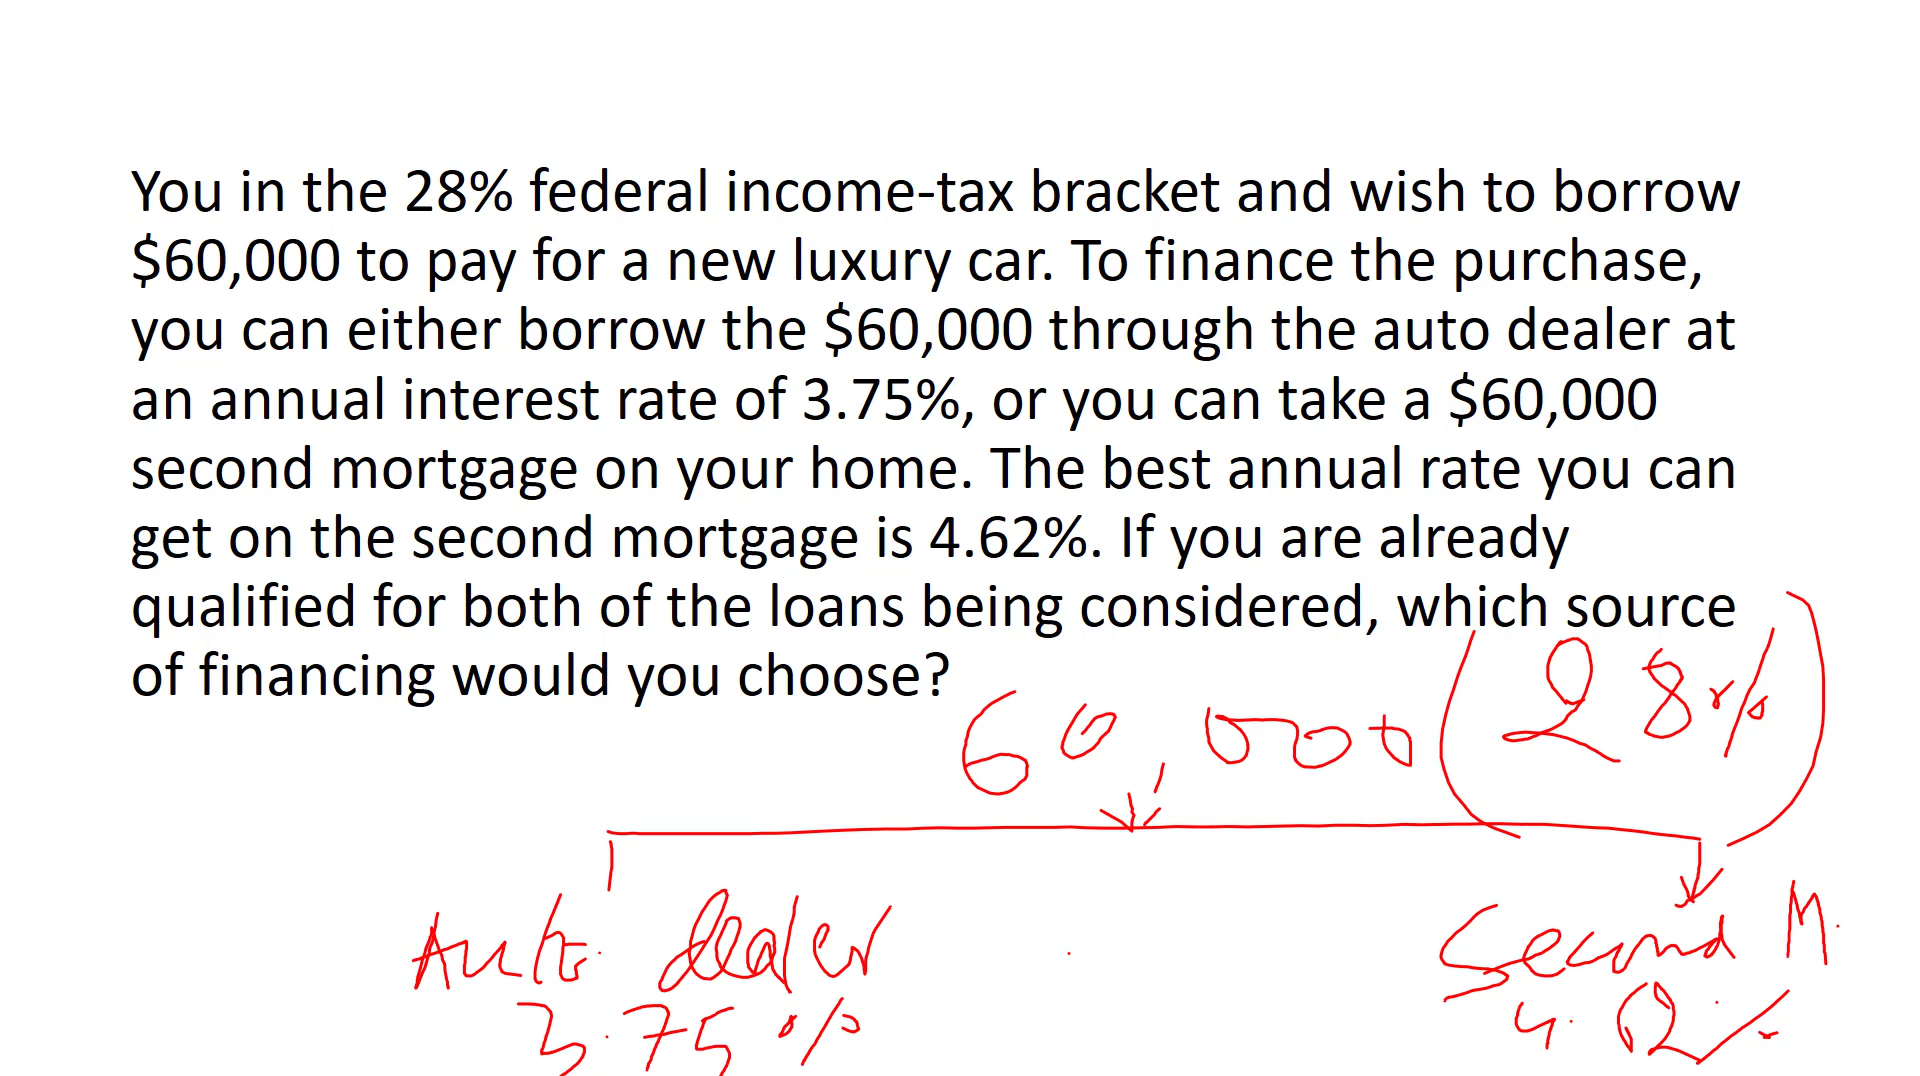 You in the 28% federal income-tax bracket and wish to borrow
$60,000 to pay for a new luxury car. To finance the purchase,
you can either borrow the $60,000 through the auto dealer at
an annual interest rate of 3.75%, or you can take a $60,000
second mortgage on your home. The best annual rate you can
get on the second mortgage is 4.62%. If you are already
qualified for both of the loans being considered, which source
of financing would you choose?
60,000 (28%)
Auto dealer
Second M.
3.75%